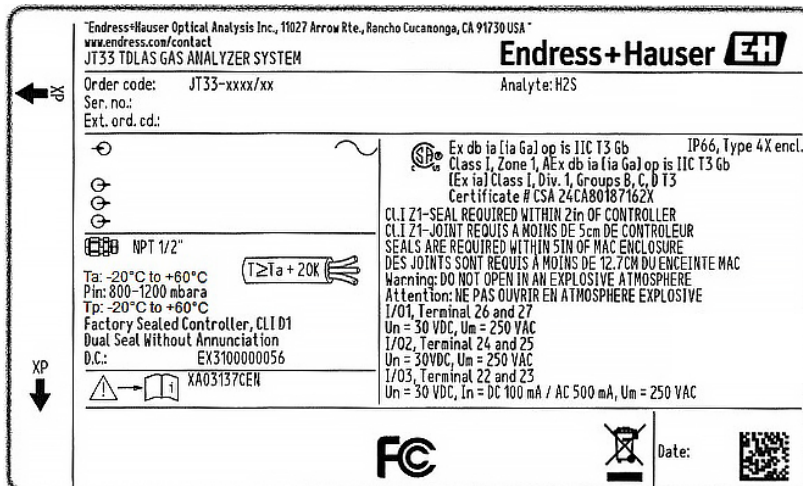 "Endress+Hauser Optical Analysis Inc., 11027 Arrow Rte., Rancho Cucamonga, CA 91730 USA "
www.endress.com/contact
JT33 TDLAS GAS ANALYZER SYSTEM
Endress+Hauser EH
XP
Order code: JT33-xxxx/xx
Analyte: H2S
Ser. no.:
Ext. ord. cd.:
NPT 1/2"
Ta: -20°C to +60°C
T≥Ta + 20K
Pin: 800-1200 mbara
Tp: -20°C to +60°C
Factory Sealed Controller, CLI D1
Dual Seal Without Annunciation
D.C.: EX3100000056
XP
i
XA03137CEN
SA®
Ex db ia [ia Ga] op is IIC T3 Gb IP66, Type 4X encl.
Class I, Zone 1, AEx db ia [ia Ga] op is IIC T3 Gb
[Ex ia] Class I, Div. 1, Groups B, C, D T3
Certificate # CSA 24CA80187162X
CL.I Z1-SEAL REQUIRED WITHIN 2in OF CONTROLLER
CL.I Z1-JOINT REQUIS A MOINS DE 5cm DE CONTROLEUR
SEALS ARE REQUIRED WITHIN 5IN OF MAC ENCLOSURE
DES JOINTS SONT REQUIS À MOINS DE 12.7CM DU ENCEINTE MAC
Warning: DO NOT OPEN IN AN EXPLOSIVE ATMOSPHERE
Attention: NE PAS OUVRIR EN ATMOSPHERE EXPLOSIVE
I/O1, Terminal 26 and 27
Un = 30 VDC, Um = 250 VAC
I/O2, Terminal 24 and 25
Un = 30VDC, Um = 250 VAC
I/O3, Terminal 22 and 23
Un = 30 VDC, In = DC 100 mA / AC 500 mA, Um = 250 VAC
FC
Date: